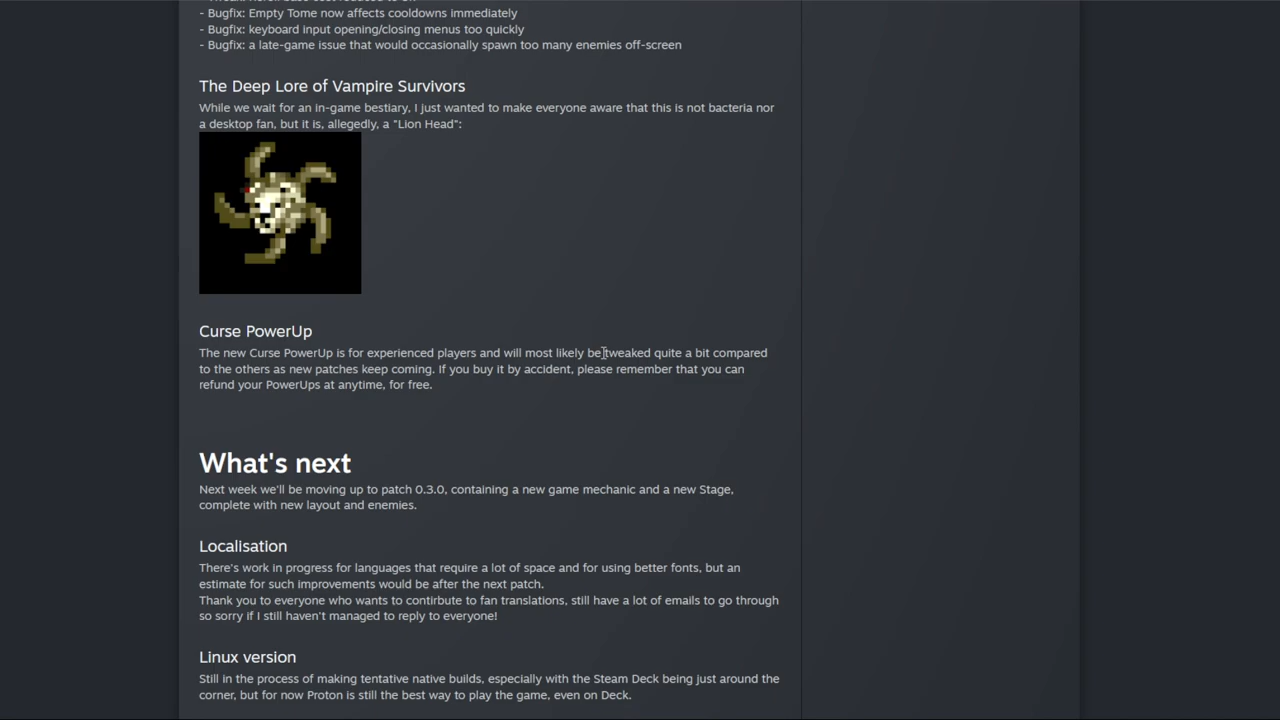 - Bugfix: Empty Tome now affects cooldowns immediately
- Bugfix: keyboard input opening/closing menus too quickly
- Bugfix: a late-game issue that would occasionally spawn too many enemies off-screen
The Deep Lore of Vampire Survivors
While we wait for an in-game bestiary, I just wanted to make everyone aware that this is not bacteria nor
a desktop fan, but it is, allegedly, a "Lion Head":
Curse PowerUp
The new Curse PowerUp is for experienced players and will most likely be tweaked quite a bit compared
to the others as new patches keep coming. If you buy it by accident, please remember that you can
refund your PowerUps at anytime, for free.
What's next
Next week we'll be moving up to patch 0.3.0, containing a new game mechanic and a new Stage,
complete with new layout and enemies.
Localisation
There's work in progress for languages that require a lot of space and for using better fonts, but an
estimate for such improvements would be after the next patch.
Thank you to everyone who wants to contirbute to fan translations, still have a lot of emails to go through
so sorry if I still haven't managed to reply to everyone!
Linux version
Still in the process of making tentative native builds, especially with the Steam Deck being just around the
corner, but for now Proton is still the best way to play the game, even on Deck.